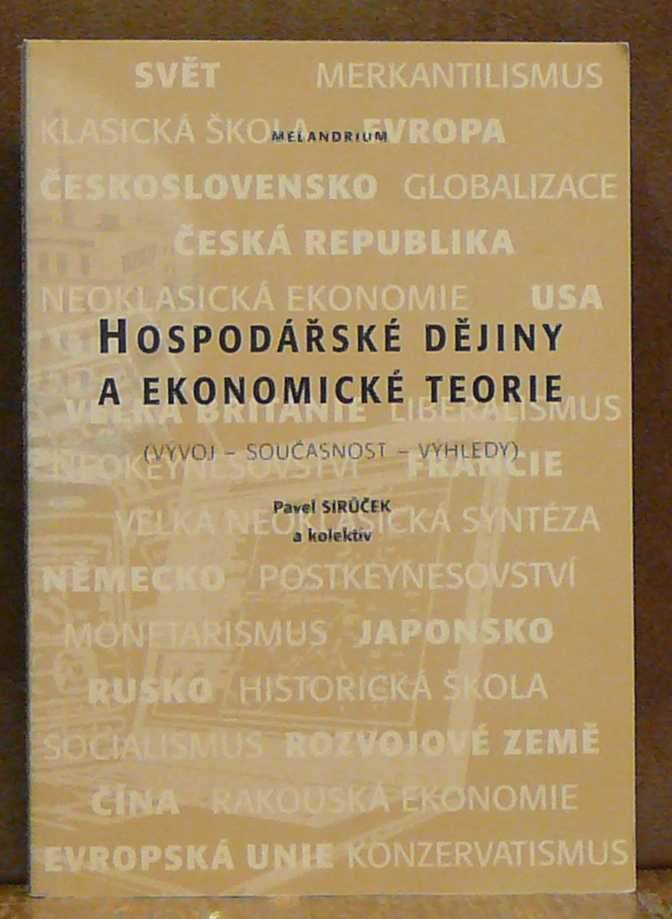 SVĚT MERKANTILISMUS
KLASICKÁ ŠKOLA EVROPA
MELANDRIUM
ČESKOSLOVENSKO GLOBALIZACE
ČESKÁ REPUBLIKA
NEOKLASICKÁ EKONOMIE USA
HOSPODÁŘSKÉ DĚJINY
A EKONOMICKÉ TEORIE
VELKÁ BRITÁNIE LIBERALISMUS
(VÝVOJ – SOUČASNOST – VÝHLEDY)
NEOKEYNESOVSTVÍ FRANCIE
Pavel SIRŮČEK
a kolektiv
VELKÁ NEOKLASICKÁ SYNTÉZA
NĚMECKO POSTKEYNESOVSTVÍ
MONETARISMUS JAPONSKO
RUSKO HISTORICKÁ ŠKOLA
SOCIALISMUS ROZVOJOVÉ ZEMĚ
ČÍNA RAKOUSKÁ EKONOMIE
EVROPSKÁ UNIE KONZERVATISMUS